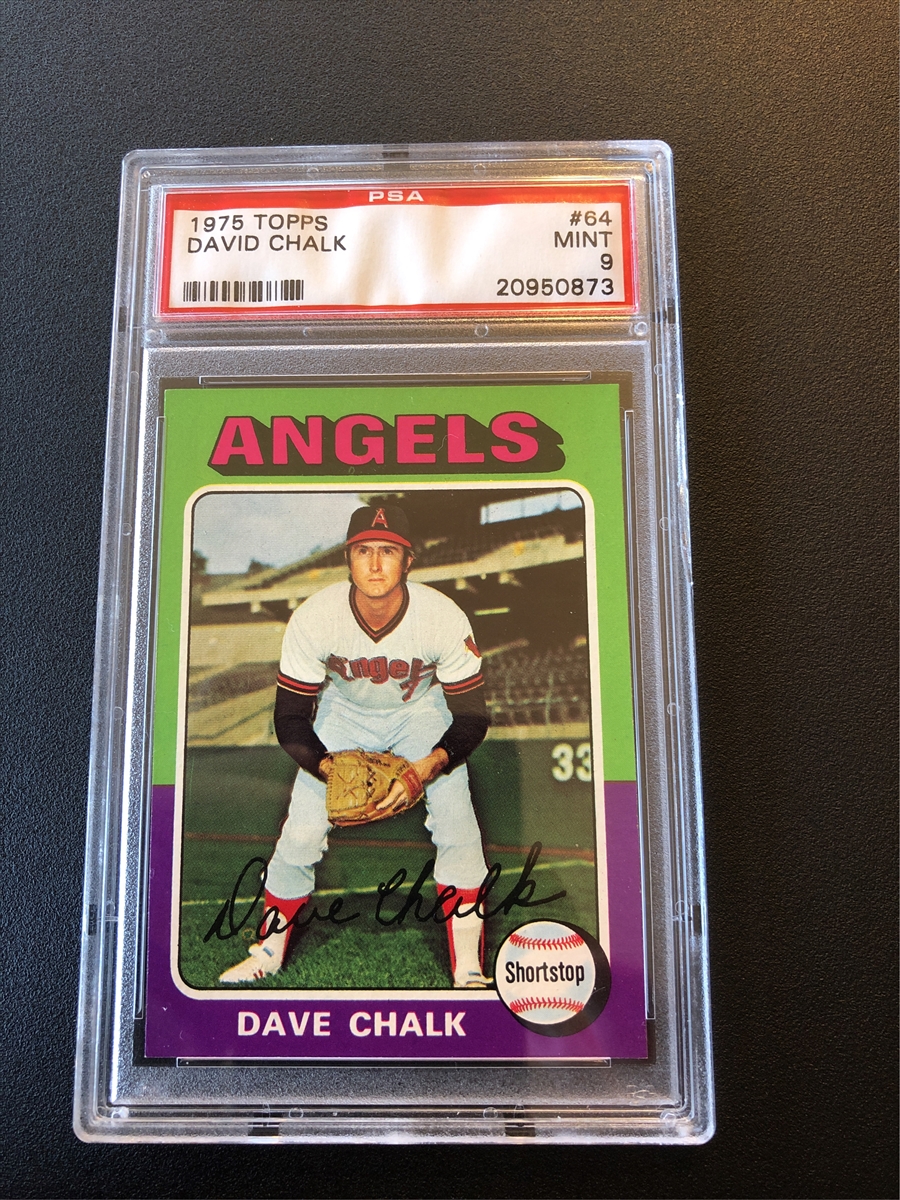 PSA
1975 TOPPS #64
DAVID CHALK MINT
9
20950873
ANGELS
A
Angels
33
Dave Chalk
Shortstop
DAVE CHALK